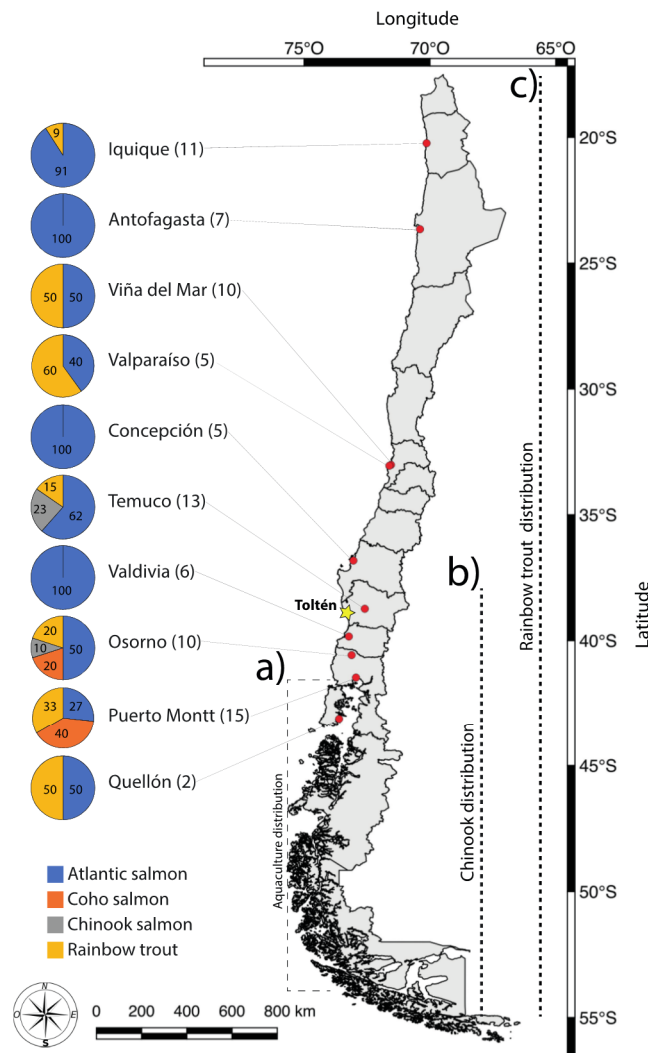 Longitude
75°O
70°O
65°O
c)
9
91
Iquique (11)
20°S
100
Antofagasta (7)
25°S
50
50
Viña del Mar (10)
40
60
Valparaíso (5)
30°S
100
Concepción (5)
15
23
62
Temuco (13)
35°S
Rainbow trout distribution
b)
100
Valdivia (6)
Toltén
Latitude
20
10
20
50
Osorno (10)
40°S
a)
33
27
40
Puerto Montt (15)
50
50
Quellón (2)
45°S
Aquaculture distribution
Chinook distribution
Atlantic salmon
Coho salmon
Chinook salmon
Rainbow trout
50°S
N
O
E
S
0
200
400
600
800 km
55°S